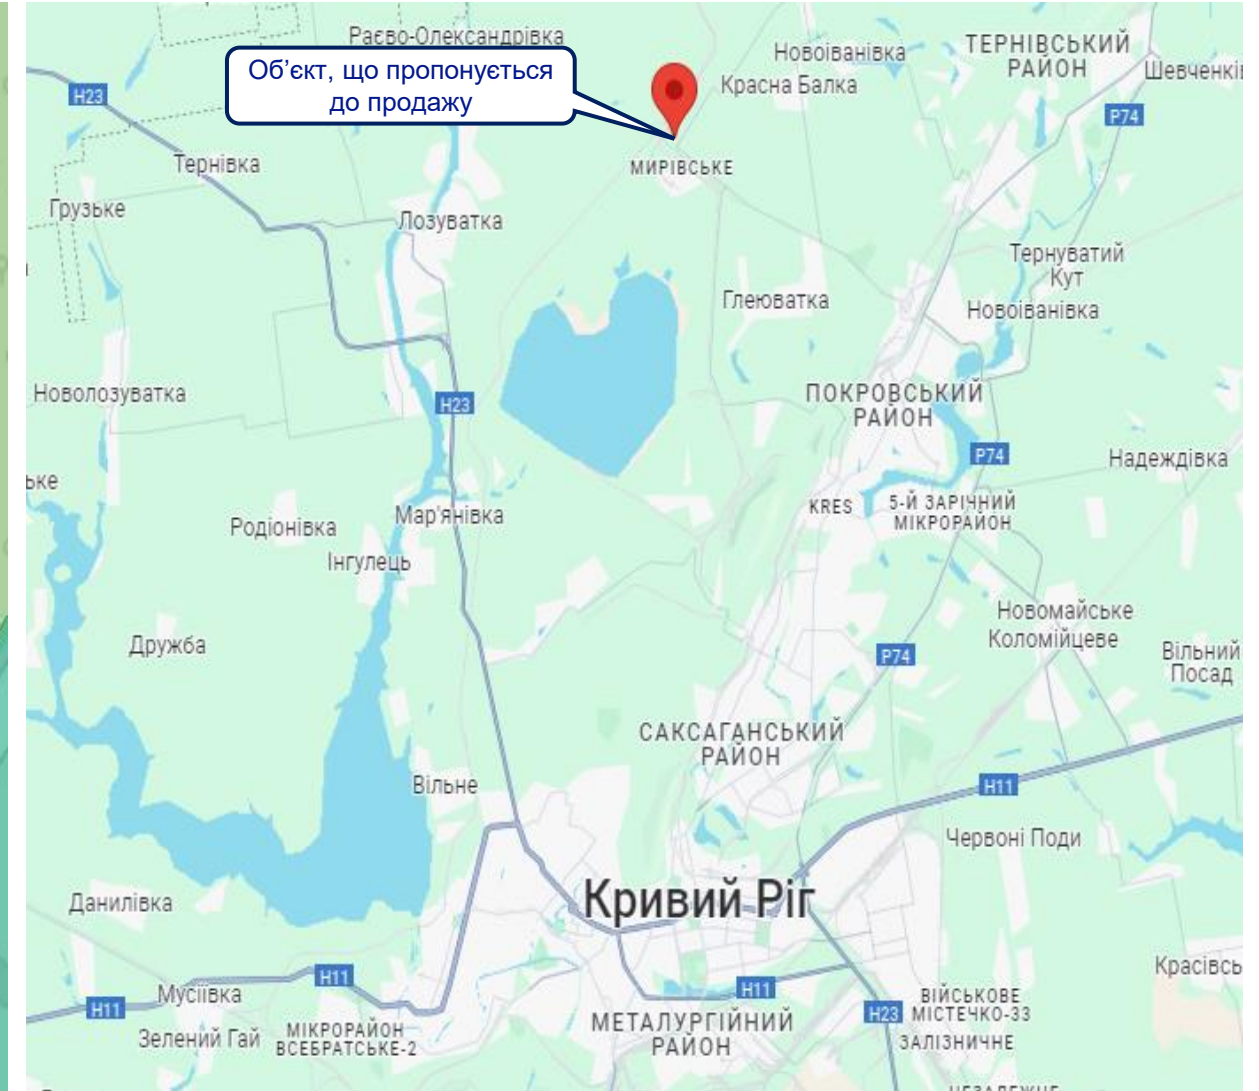 Раєво-Олександрівка
Новоіванівка
ТЕРНІВСЬКИЙ
РАЙОН
Об’єкт, що пропонується
до продажу
Красна Балка
H23
P74
Тернівка
МИРІВСЬКЕ
Грузьке
Лозуватка
Тернуватий
Кут
Глеюватка
Новоіванівка
Новолозуватка
H23
ПОКРОВСЬКИЙ
РАЙОН
P74
Надеждівка
KRES
5-Й ЗАРІЧНИЙ
МІКРОРАЙОН
Родіонівка
Мар'янівка
Інгулець
Новомайське
Коломійцеве
Дружба
P74
Вільний
Посад
САКСАГАНСЬКИЙ
РАЙОН
Вільне
H11
Червоні Поди
Кривий Ріг
Данилівка
Мусіївка
H11
H11
H11
Красівсь
ВІЙСЬКОВЕ
МІСТЕЧКО-33
H23
Зелений Гай
МІКРОРАЙОН
ВСЕБРАТСЬКЕ-2
МЕТАЛУРГІЙНИЙ
РАЙОН
ЗАЛІЗНИЧНЕ